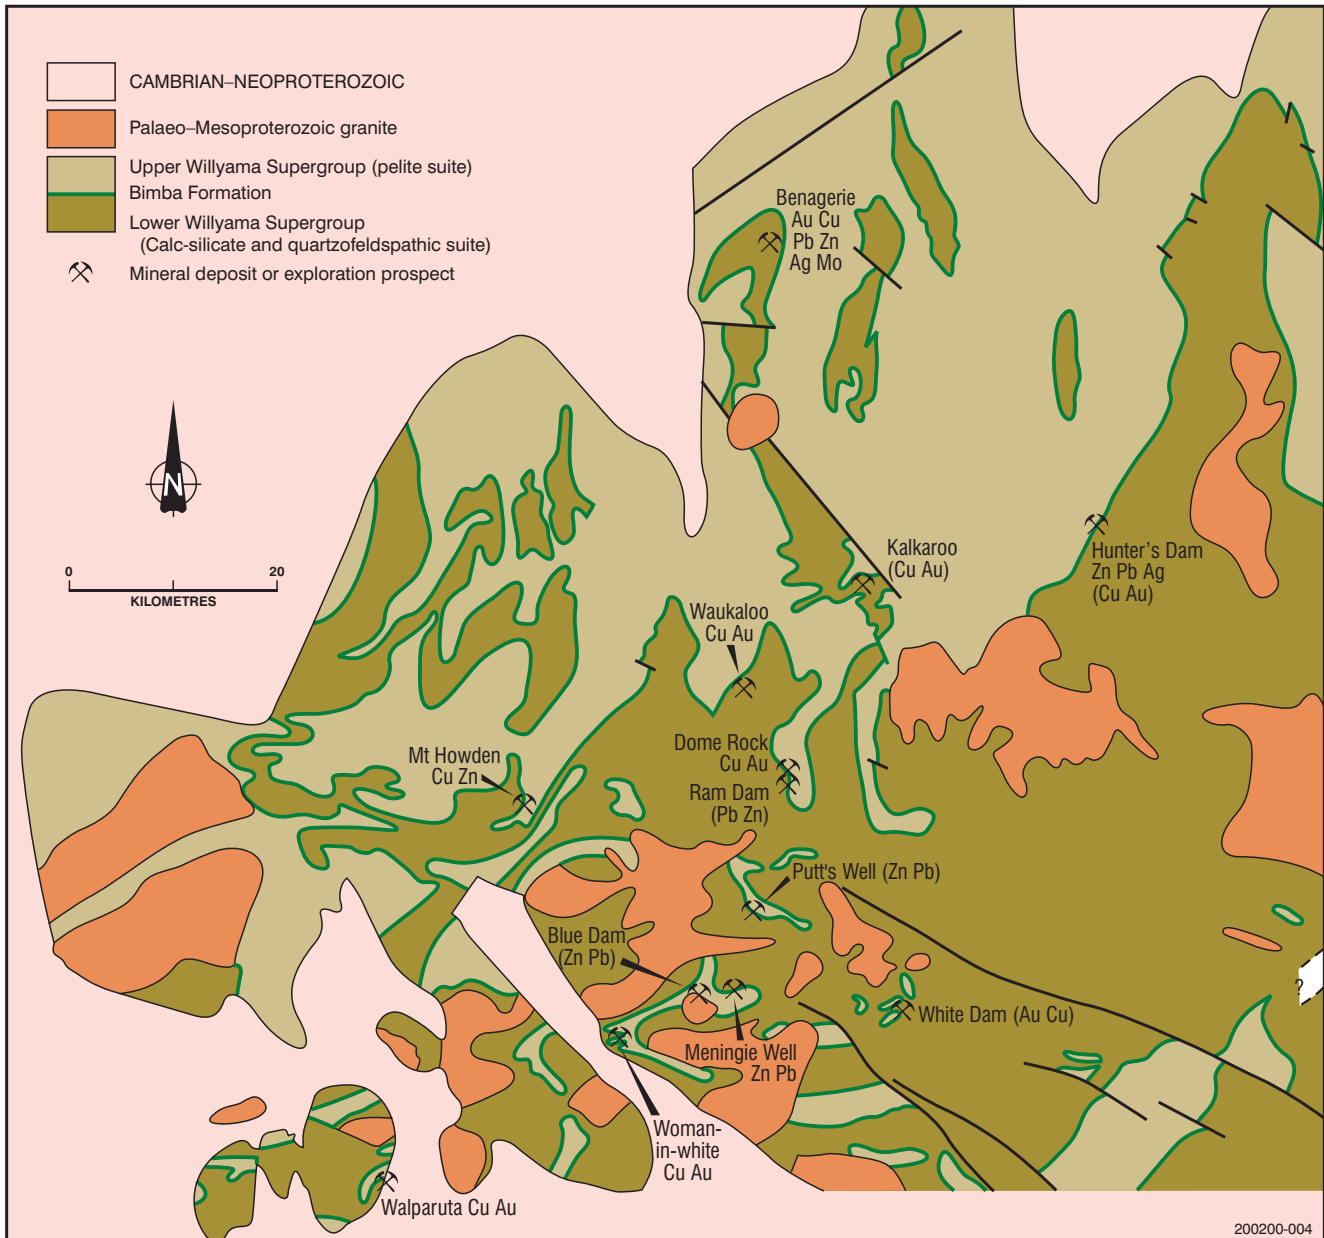 CAMBRIAN–NEOPROTEROZOIC
Palaeo–Mesoproterozoic granite
Upper Willyama Supergroup (pelite suite)
Bimba Formation
Lower Willyama Supergroup
(Calc-silicate and quartzofeldspathic suite)
Mineral deposit or exploration prospect
Benagerie
Au Cu
Pb Zn
Ag Mo
N
0 20
KILOMETRES
Kalkaroo
(Cu Au)
Hunter's Dam
Zn Pb Ag
(Cu Au)
Waukaloo
Cu Au
Mt Howden
Cu Zn
Dome Rock
Cu Au
Ram Dam
(Pb Zn)
Putt's Well (Zn Pb)
Blue Dam
(Zn Pb)
?
White Dam (Au Cu)
Meningie Well
Zn Pb
Woman-
in-white
Cu Au
Walparuta Cu Au
200200-004